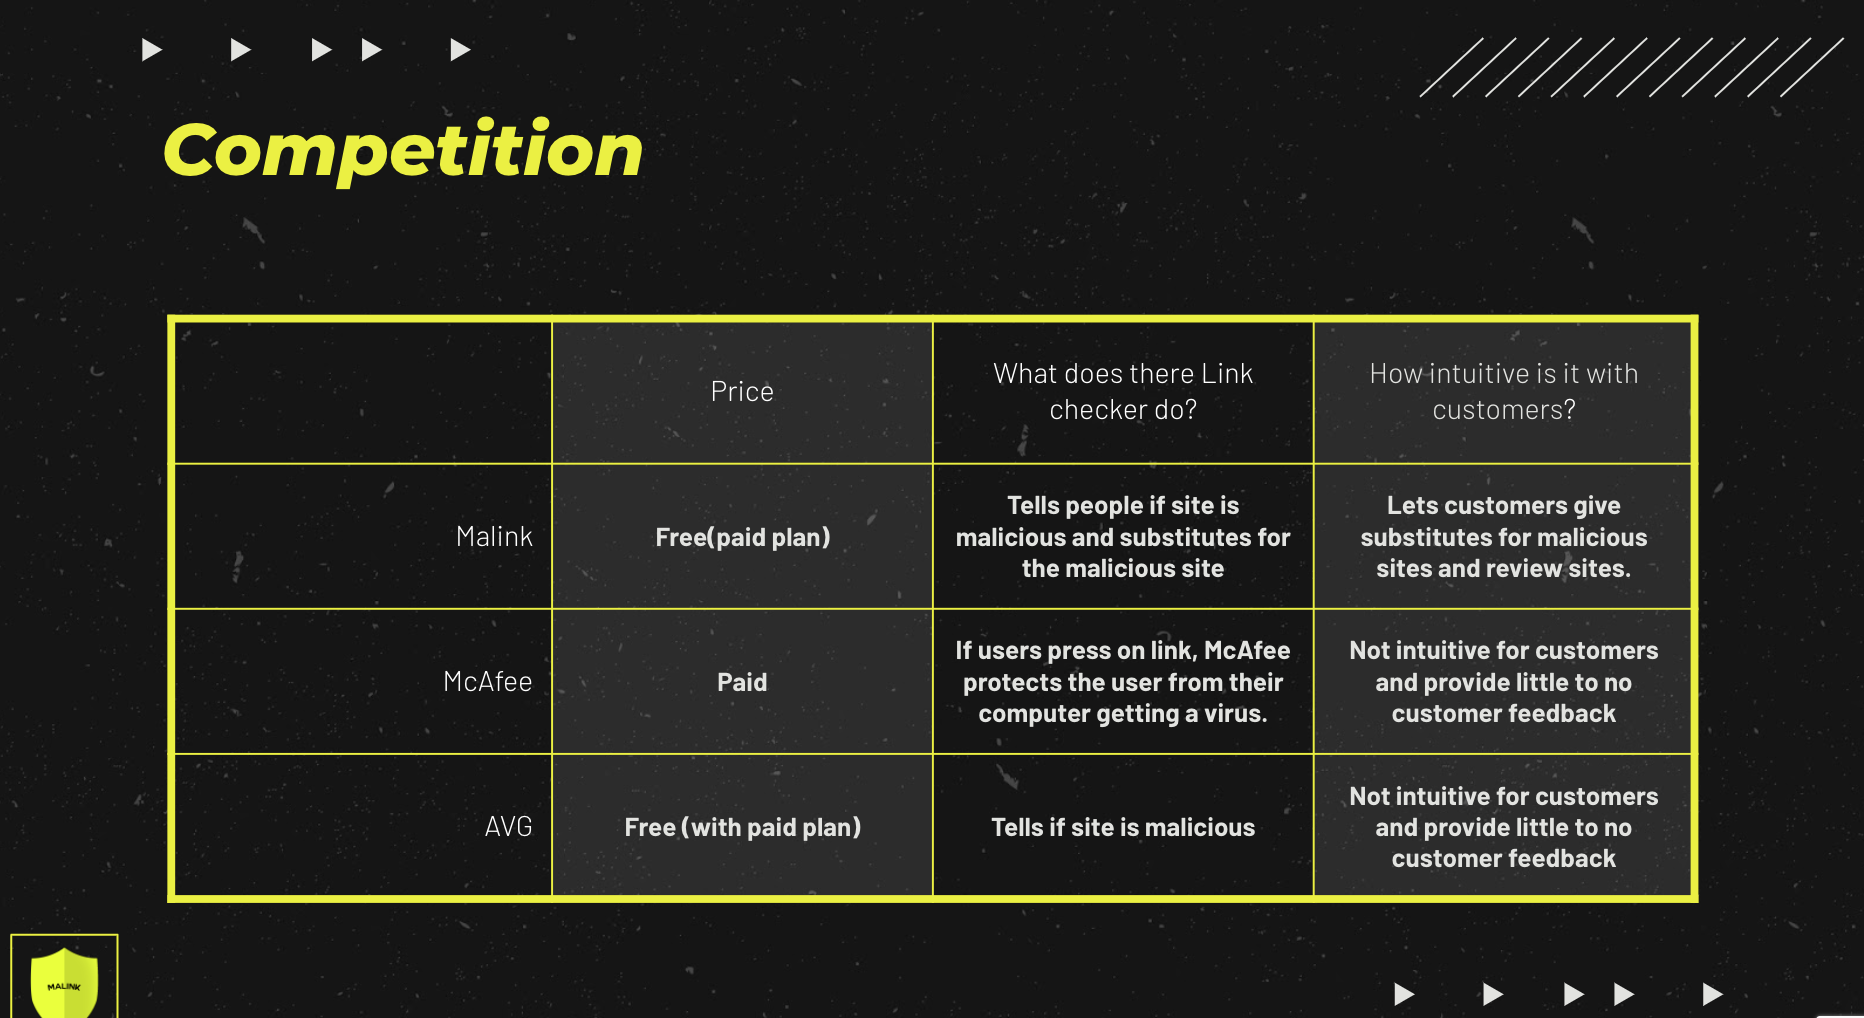 Competition
Price
What does there Link
checker do?
How intuitive is it with
customers?
Malink
Free(paid plan)
Tells people if site is
malicious and substitutes for
the malicious site
Lets customers give
substitutes for malicious
sites and review sites.
McAfee
Paid
If users press on link, McAfee
protects the user from their
computer getting a virus.
Not intuitive for customers
and provide little to no
customer feedback
AVG
Free (with paid plan)
Tells if site is malicious
Not intuitive for customers
and provide little to no
customer feedback
MALINK